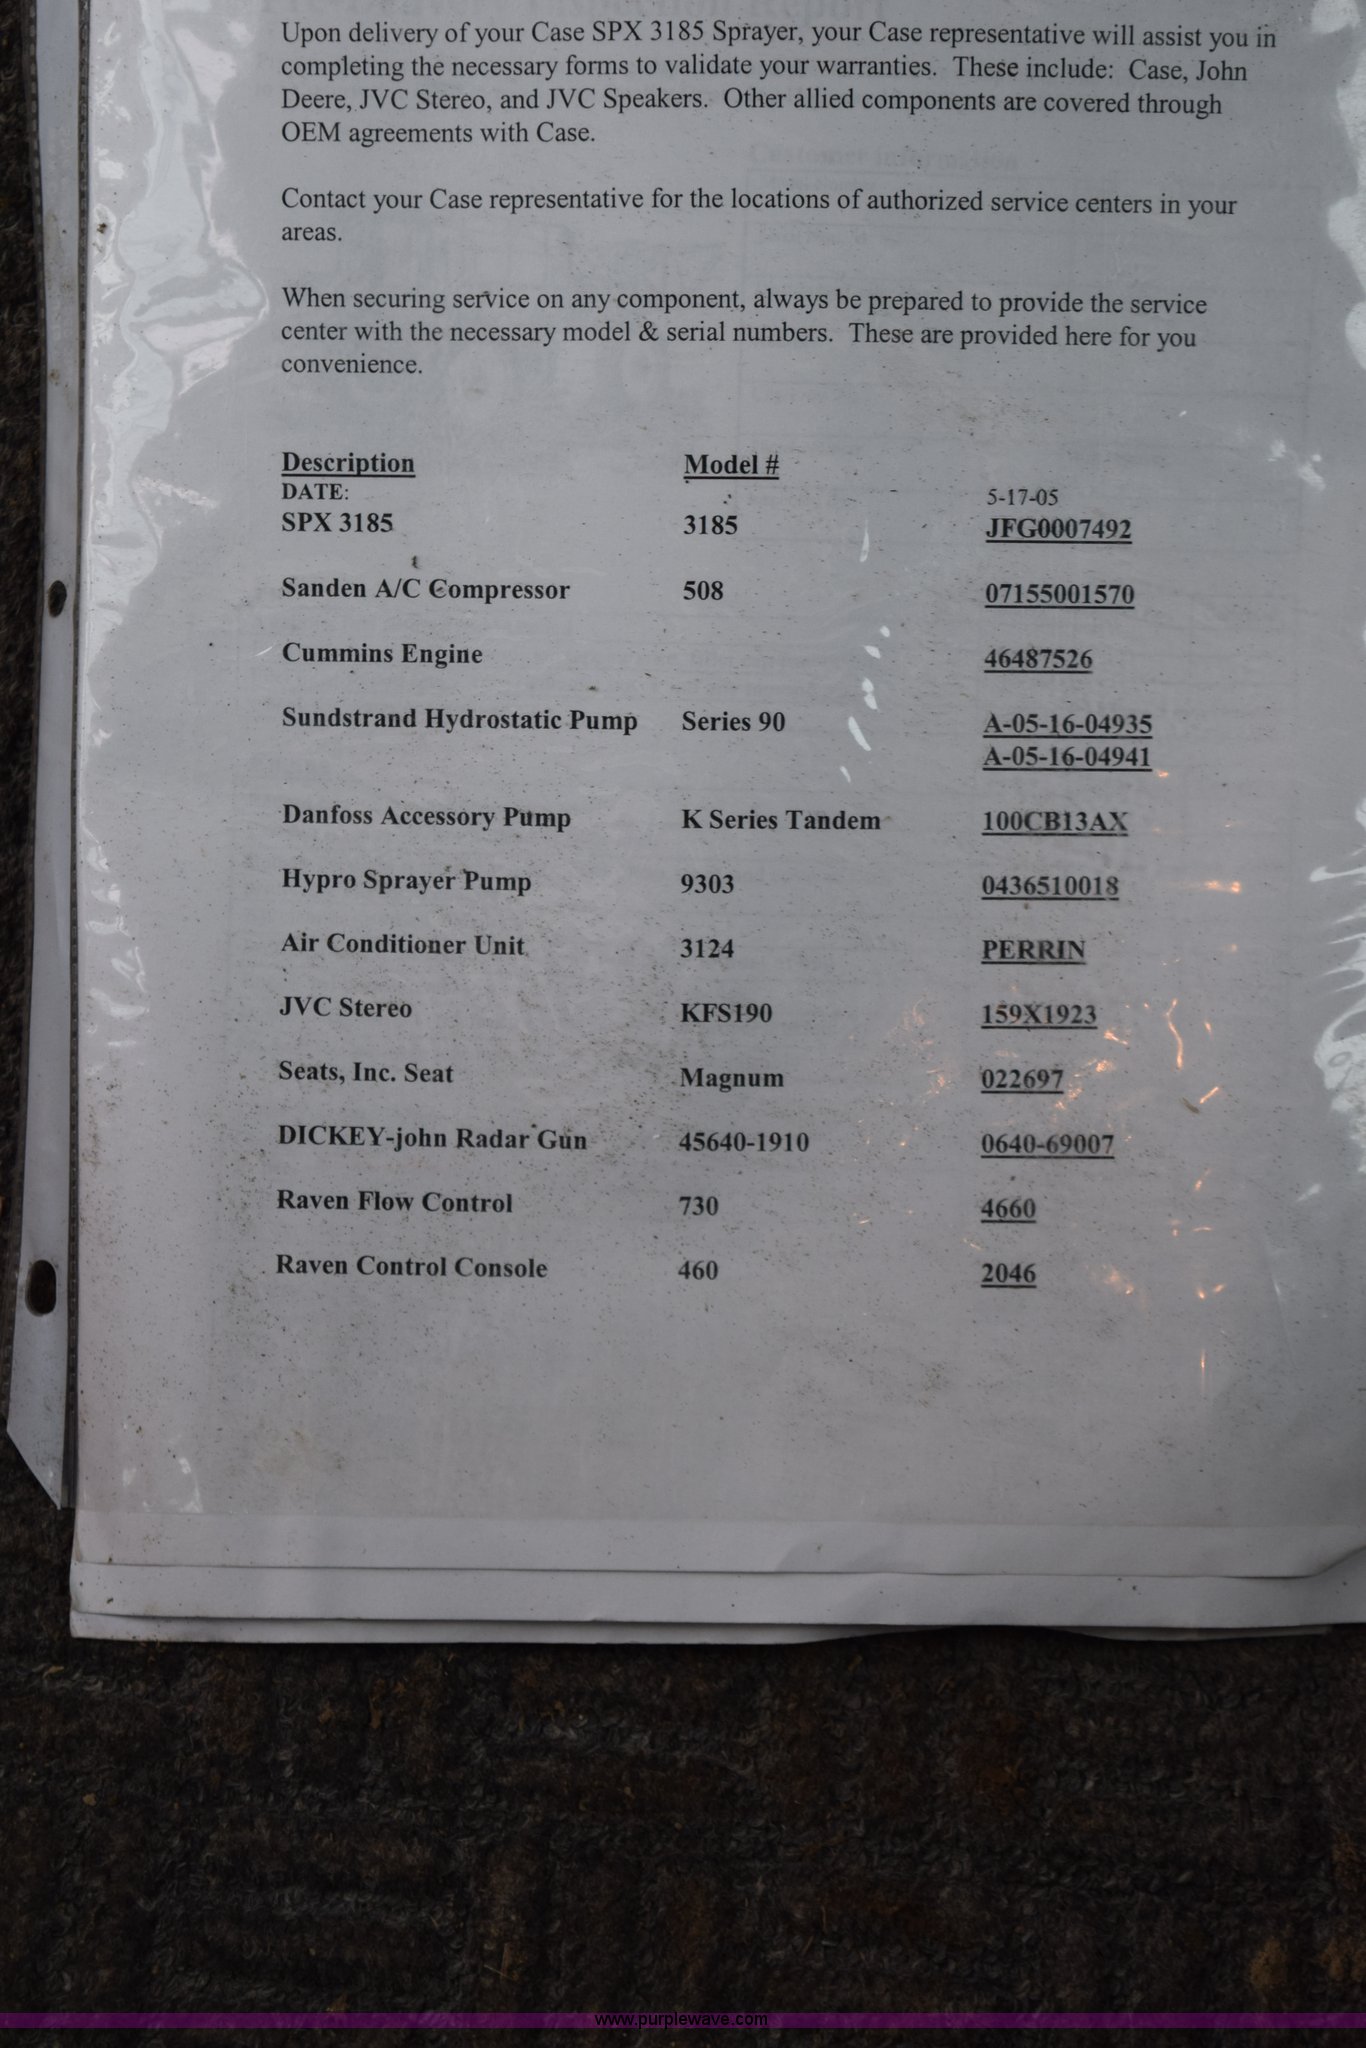 Upon delivery of your Case SPX 3185 Sprayer, your Case representative will assist you in
completing the necessary forms to validate your warranties. These include: Case, John
Deere, JVC Stereo, and JVC Speakers. Other allied components are covered through
OEM agreements with Case.
Contact your Case representative for the locations of authorized service centers in your
areas.
When securing service on any component, always be prepared to provide the service
center with the necessary model & serial numbers. These are provided here for you
convenience.
Description Model #
DATE: 5-17-05
SPX 3185 3185 JFG0007492
Sanden A/C Compressor 508 07155001570
Cummins Engine 46487526
Sundstrand Hydrostatic Pump Series 90 A-05-16-04935
A-05-16-04941
Danfoss Accessory Pump K Series Tandem 100CB13AX
Hypro Sprayer Pump 9303 0436510018
Air Conditioner Unit 3124 PERRIN
JVC Stereo KFS190 159X1923
Seats, Inc. Seat Magnum 022697
DICKEY-john Radar Gun 45640-1910 0640-69007
Raven Flow Control 730 4660
Raven Control Console 460 2046
www.purplewave.com